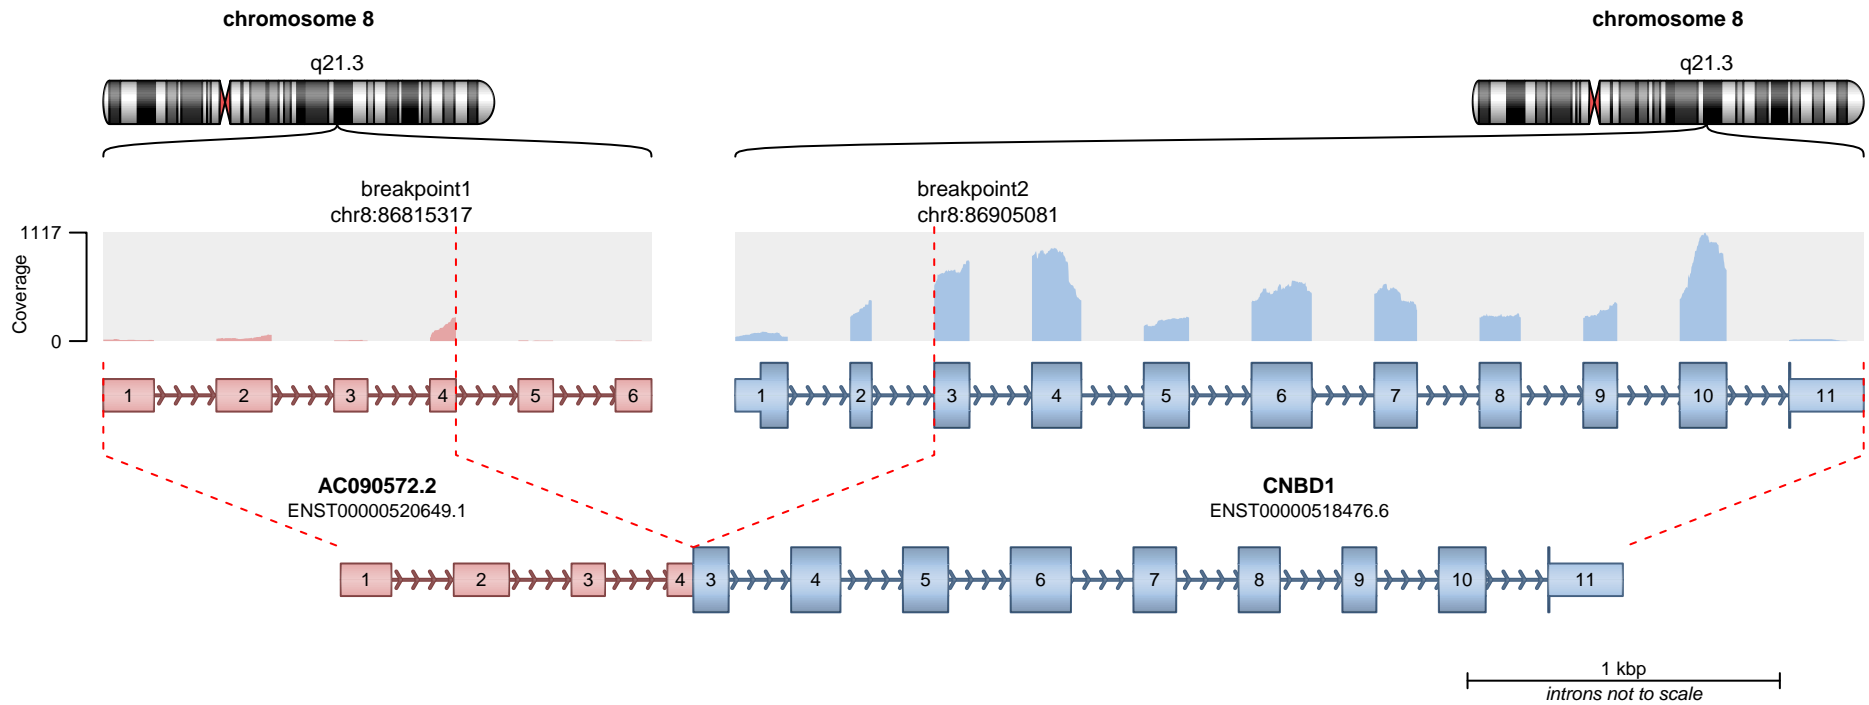 chromosome 8
chromosome 8
q21.3
q21.3
breakpoint1
chr8:86815317
breakpoint2
chr8:86905081
1117
Coverage
0
1 2 3 4 5 6
1 2 3 4 5 6 7 8 9 10 11
AC090572.2
ENST00000520649.1
CNBD1
ENST00000518476.6
1 2 3 4 3 4 5 6 7 8 9 10 11
1 kbp
introns not to scale